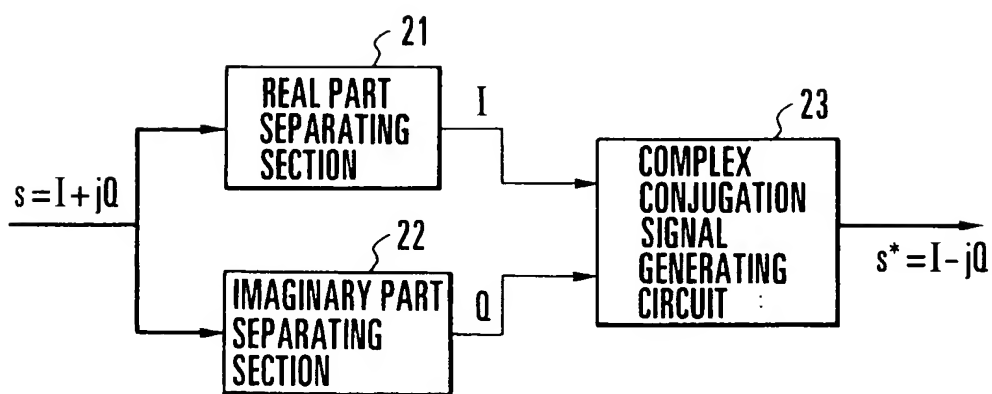 21
REAL PART
SEPARATING
SECTION
I
23
COMPLEX
CONJUGATION
SIGNAL
GENERATING
CIRCUIT
s=I+jQ
s*=I-jQ
22
IMAGINARY PART
SEPARATING
SECTION
Q